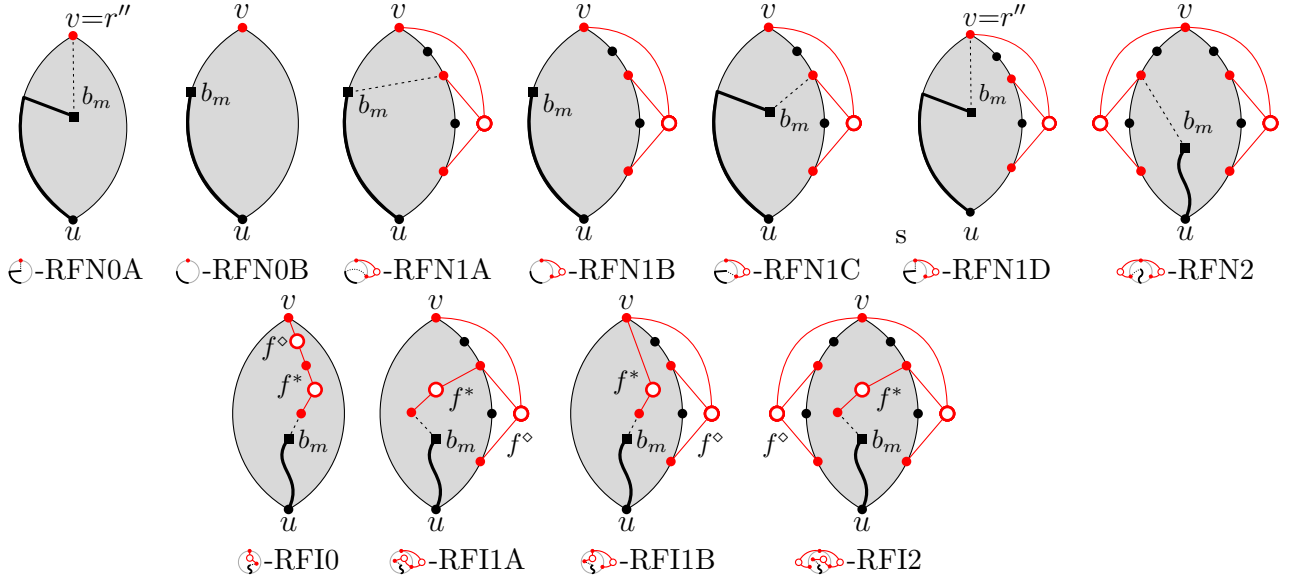 v=r″ v v v v v=r″ v
b_m b_m b_m b_m b_m b_m b_m
u u u u u u u
s
-RFN0A -RFN0B -RFN1A -RFN1B -RFN1C -RFN1D -RFN2
v v v v
f^⋄
f* f* f* f*
b_m b_m f^⋄ b_m f^⋄ f^⋄ b_m
u u u u
-RFI0 -RFI1A -RFI1B -RFI2